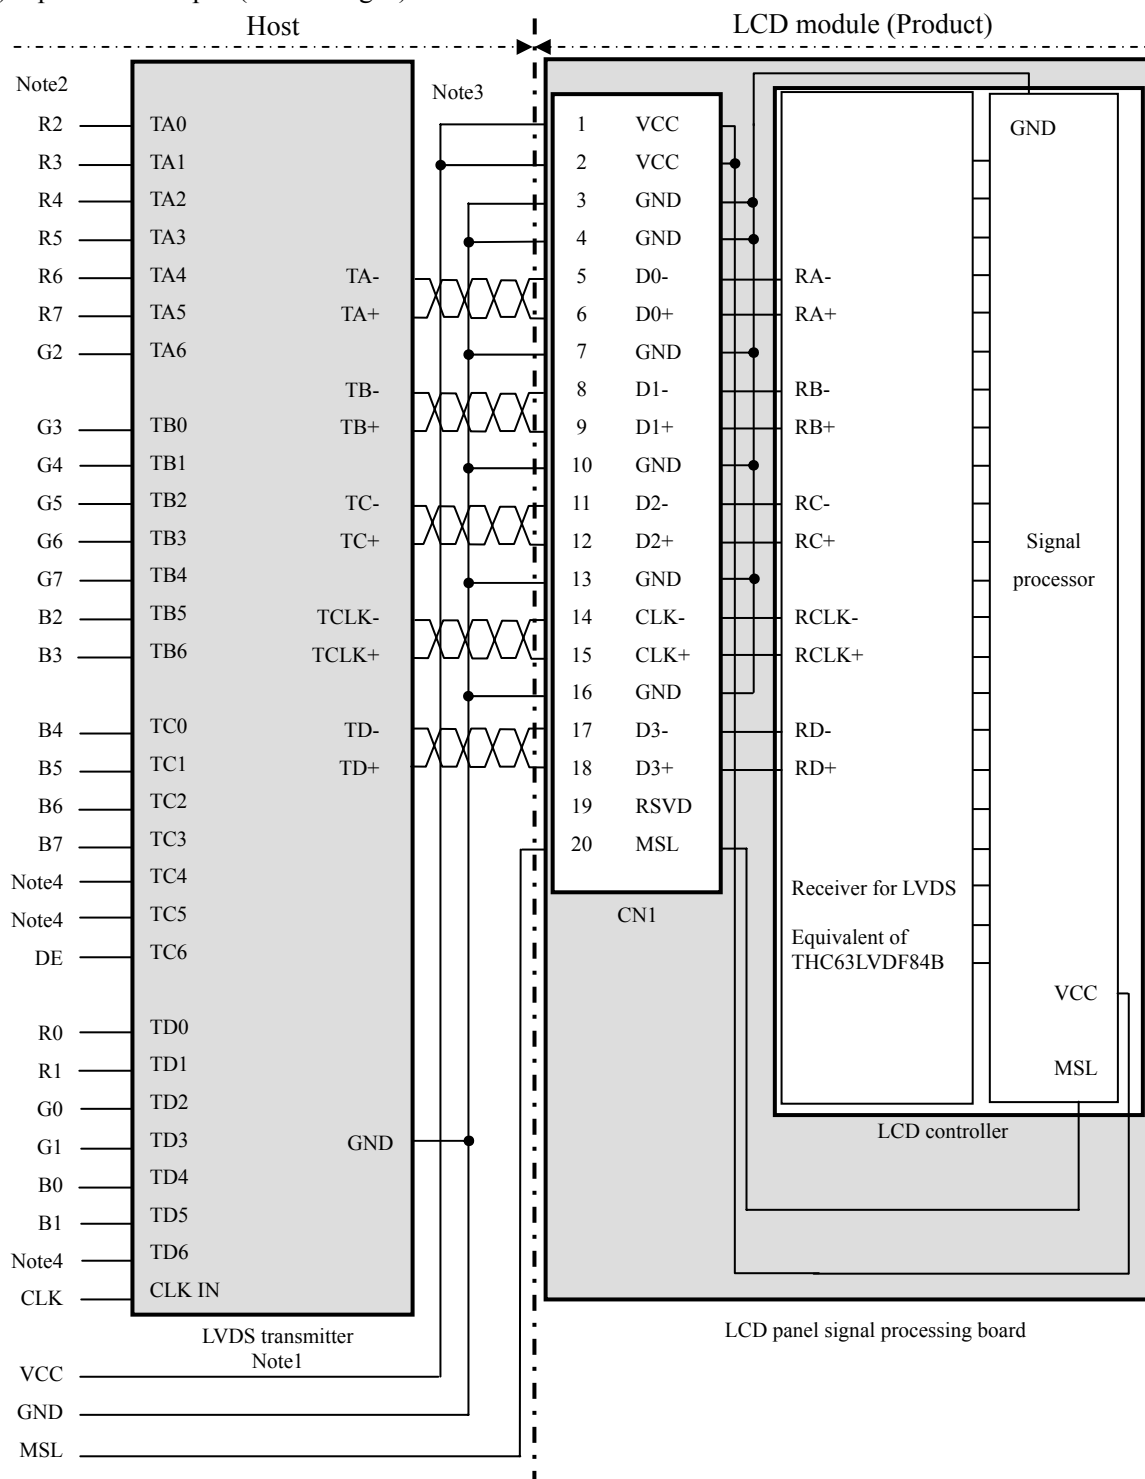 Host
LCD module (Product)
Note2
Note3
R2 TA0
R3 TA1
R4 TA2
R5 TA3
R6 TA4 TA-
R7 TA5 TA+
G2 TA6
TB-
G3 TB0 TB+
G4 TB1
G5 TB2 TC-
G6 TB3 TC+
G7 TB4
B2 TB5 TCLK-
B3 TB6 TCLK+
B4 TC0 TD-
B5 TC1 TD+
B6 TC2
B7 TC3
Note4 TC4
Note4 TC5
DE TC6
R0 TD0
R1 TD1
G0 TD2
G1 TD3 GND
B0 TD4
B1 TD5
Note4 TD6
CLK CLK IN
LVDS transmitter
Note1
VCC
GND
MSL
1 VCC
2 VCC
3 GND
4 GND
5 D0-
6 D0+
7 GND
8 D1-
9 D1+
10 GND
11 D2-
12 D2+
13 GND
14 CLK-
15 CLK+
16 GND
17 D3-
18 D3+
19 RSVD
20 MSL
CN1
RA-
RA+
RB-
RB+
RC-
RC+
RCLK-
RCLK+
RD-
RD+
Receiver for LVDS
Equivalent of
THC63LVDF84B
GND
Signal
processor
VCC
MSL
LCD controller
LCD panel signal processing board